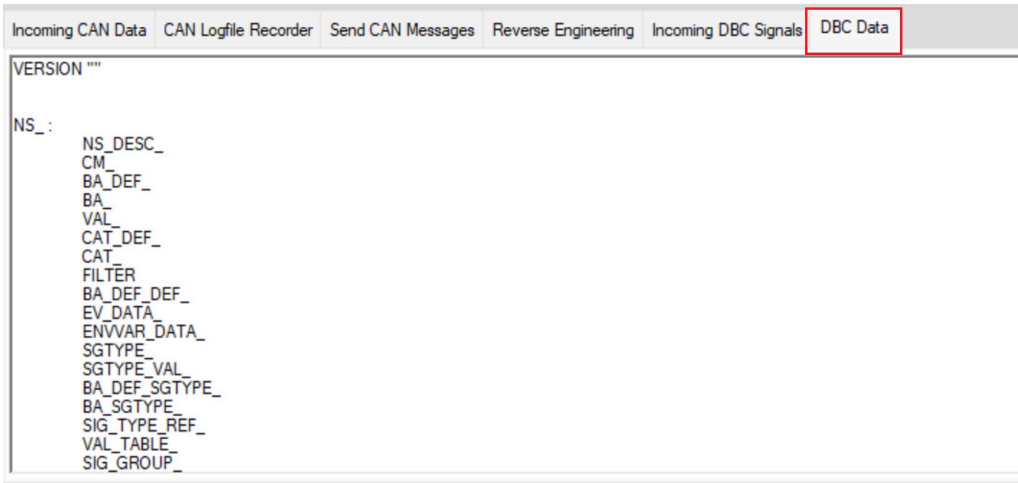 Incoming CAN Data CAN Logfile Recorder Send CAN Messages Reverse Engineering Incoming DBC Signals DBC Data
VERSION ""
NS_ :
NS_DESC_
CM_
BA_DEF_
BA_
VAL_
CAT_DEF_
CAT_
FILTER
BA_DEF_DEF_
EV_DATA_
ENVVAR_DATA_
SGTYPE_
SGTYPE_VAL_
BA_DEF_SGTYPE_
BA_SGTYPE_
SIG_TYPE_REF_
VAL_TABLE_
SIG_GROUP_